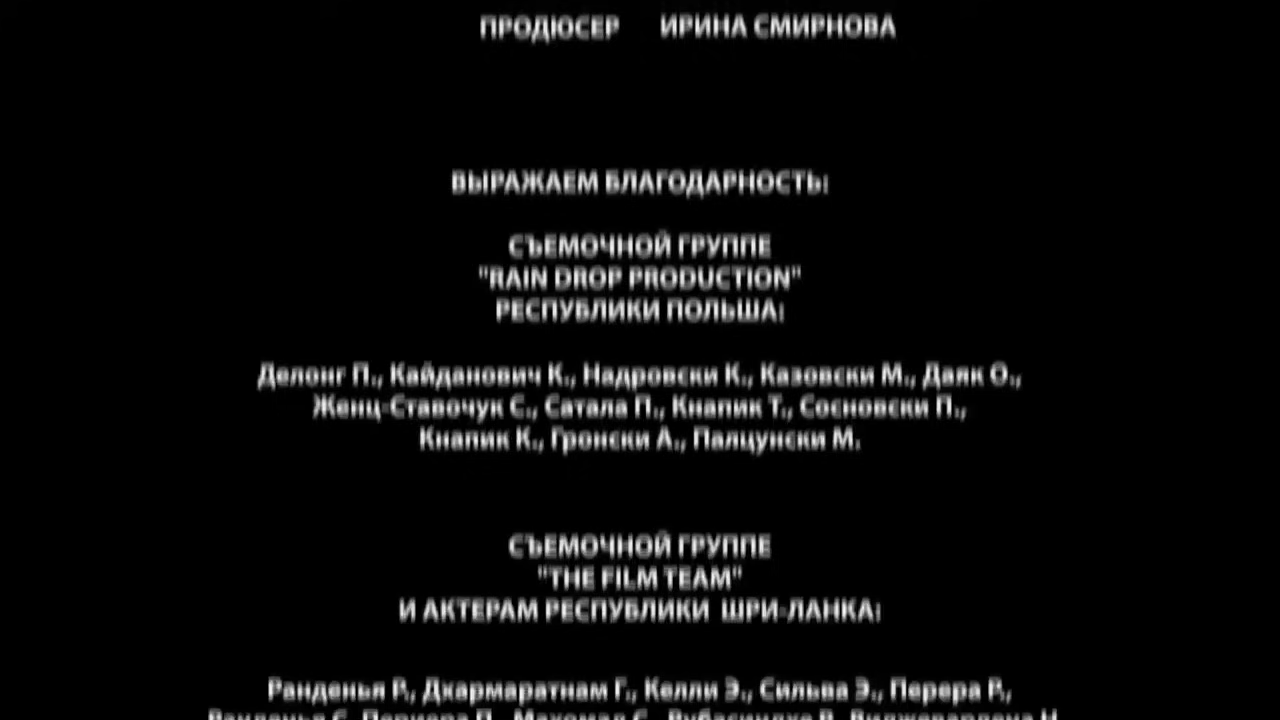 ПРОДЮСЕР ИРИНА СМИРНОВА
ВЫРАЖАЕМ БЛАГОДАРНОСТЬ:
СЪЕМОЧНОЙ ГРУППЕ
"RAIN DROP PRODUCTION"
РЕСПУБЛИКИ ПОЛЬША:
Делонг П., Кайданович К., Надровски К., Казовски М., Даяк О.,
Женц-Ставочук С., Сатала П., Кнапик Т., Сосновски П.,
Кнапик К., Гронски А., Палцунски М.
СЪЕМОЧНОЙ ГРУППЕ
"THE FILM TEAM"
И АКТЕРАМ РЕСПУБЛИКИ ШРИ-ЛАНКА:
Ранденья Р., Дхармаратнам Г., Келли Э., Сильва Э., Перера Р.,